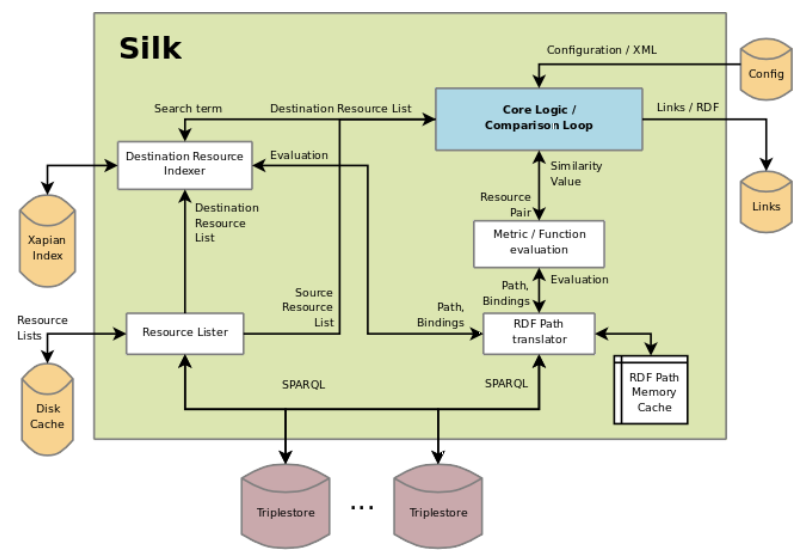 Silk
Configuration / XML
Config
Search term
Destination Resource List
Core Logic /
Comparison Loop
Links / RDF
Destination Resource
Indexer
Evaluation
Similarity
Value
Resource
Pair
Links
Xapian
Index
Destination
Resource
List
Metric / Function
evaluation
Path,
Bindings
Evaluation
Source
Resource
List
Resource
Lists
Resource Lister
Path,
Bindings
RDF Path
translator
Disk
Cache
SPARQL
SPARQL
RDF Path
Memory
Cache
Triplestore
...
Triplestore